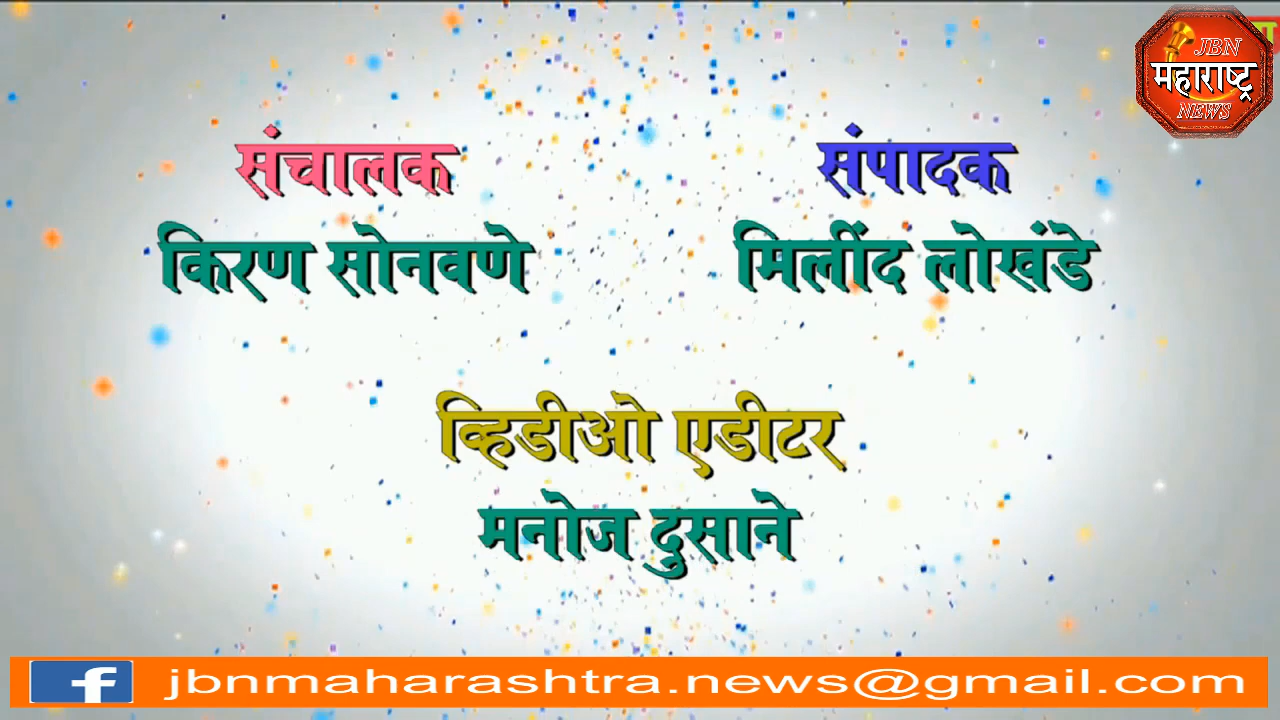 JBN
महाराष्ट्र
NEWS
संचालक
संपादक
किरण सोनवणे
मिलींद लोखंडे
व्हिडीओ एडीटर
मनोज दुसाने
f jbnmaharashtra.news@gmail.com